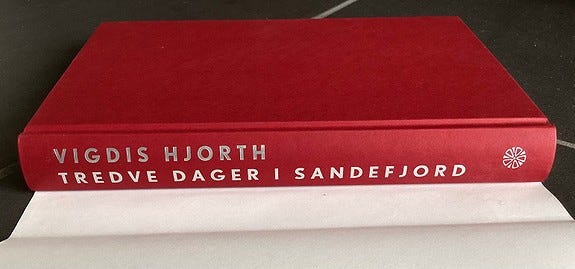 VIGDIS HJORTH
TREDVE DAGER I SANDEFJORD